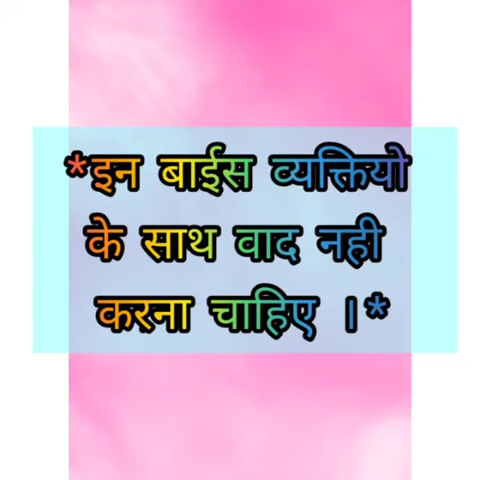 *इन बाईस व्यक्तियो
के साथ वाद नही
करना चाहिए ।*